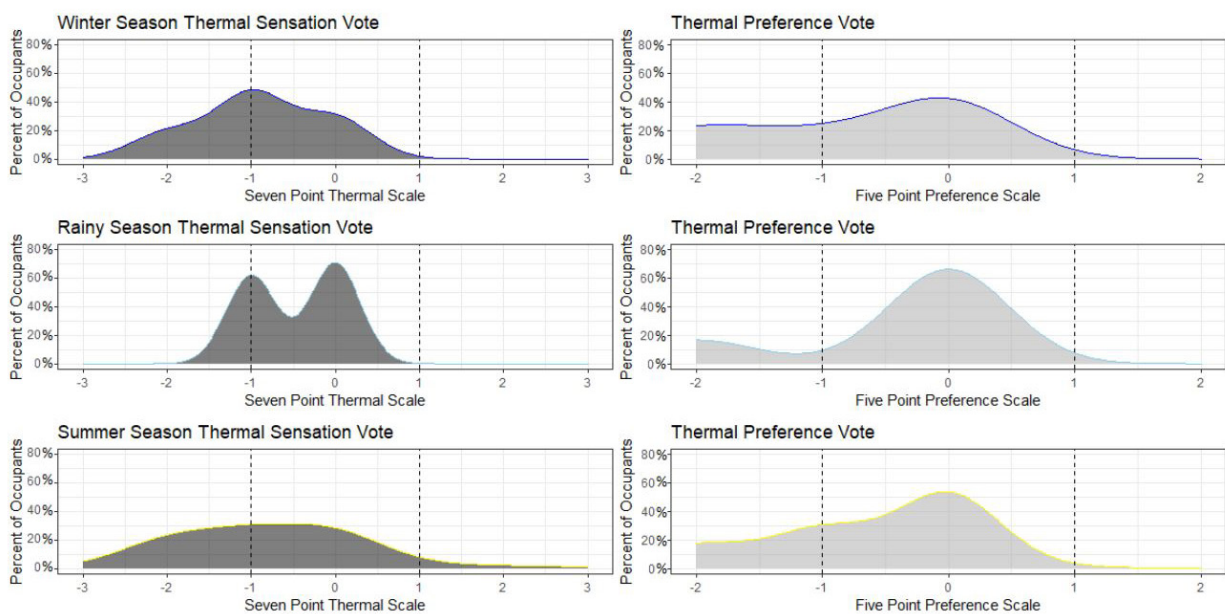 Winter Season Thermal Sensation Vote
Percent of Occupants
80%
60%
40%
20%
0%
-3 -2 -1 0 1 2 3
Seven Point Thermal Scale
Thermal Preference Vote
Percent of Occupants
80%
60%
40%
20%
0%
-2 -1 0 1 2
Five Point Preference Scale
Rainy Season Thermal Sensation Vote
Percent of Occupants
80%
60%
40%
20%
0%
-3 -2 -1 0 1 2 3
Seven Point Thermal Scale
Thermal Preference Vote
Percent of Occupants
80%
60%
40%
20%
0%
-2 -1 0 1 2
Five Point Preference Scale
Summer Season Thermal Sensation Vote
Percent of Occupants
80%
60%
40%
20%
0%
-3 -2 -1 0 1 2 3
Seven Point Thermal Scale
Thermal Preference Vote
Percent of Occupants
80%
60%
40%
20%
0%
-2 -1 0 1 2
Five Point Preference Scale